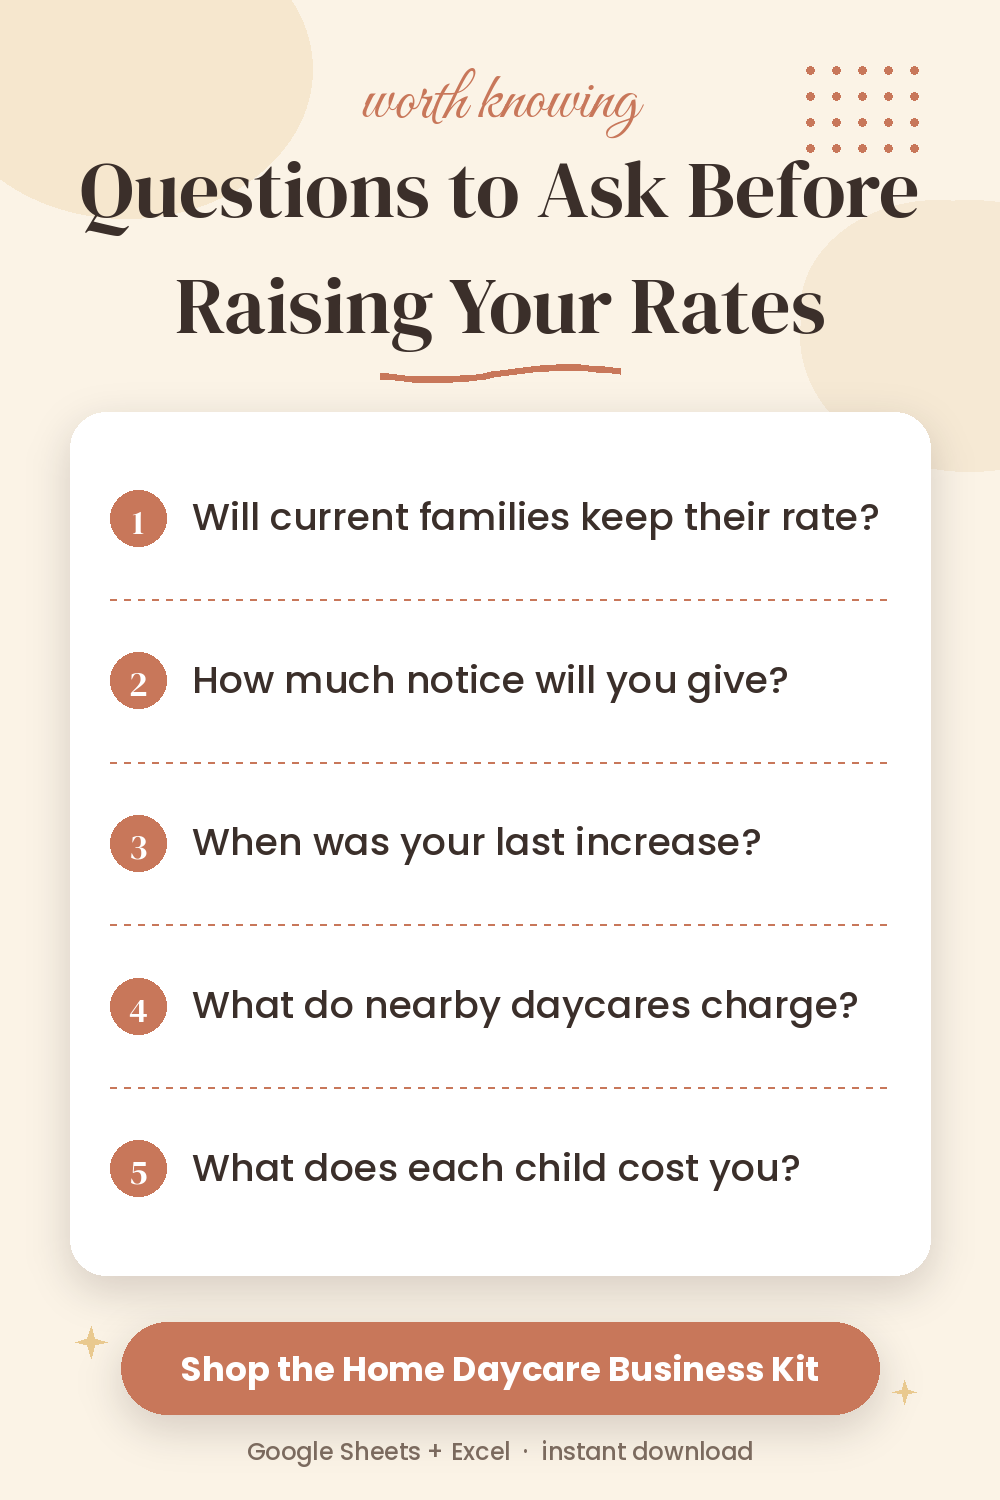 worth knowing
Questions to Ask Before
Raising Your Rates
1 Will current families keep their rate?
2 How much notice will you give?
3 When was your last increase?
4 What do nearby daycares charge?
5 What does each child cost you?
Shop the Home Daycare Business Kit
Google Sheets + Excel · instant download